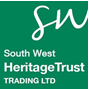 sw
South West
HeritageTrust
TRADING LTD